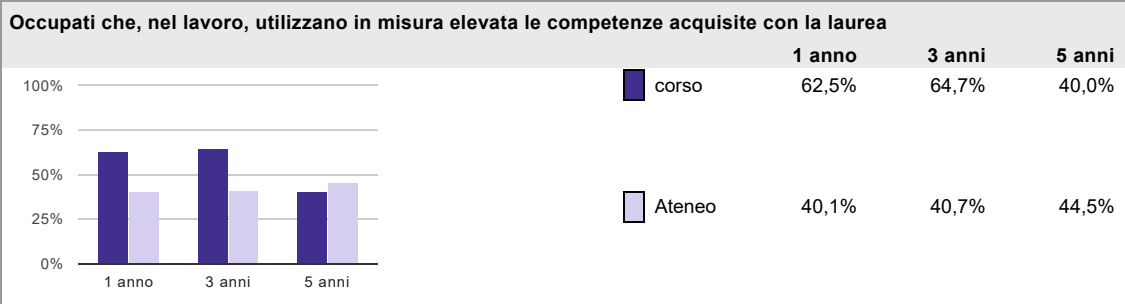 Occupati che, nel lavoro, utilizzano in misura elevata le competenze acquisite con la laurea
1 anno 3 anni 5 anni
corso 62,5% 64,7% 40,0%
Ateneo 40,1% 40,7% 44,5%
100%
75%
50%
25%
0%
1 anno 3 anni 5 anni